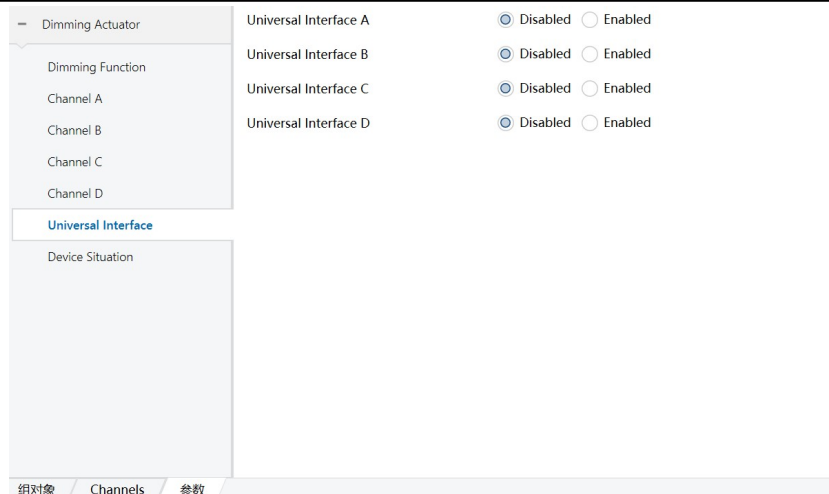 Dimming Actuator
Dimming Function
Channel A
Channel B
Channel C
Channel D
Universal Interface
Device Situation
Universal Interface A Disabled Enabled
Universal Interface B Disabled Enabled
Universal Interface C Disabled Enabled
Universal Interface D Disabled Enabled
组对象 Channels 参数